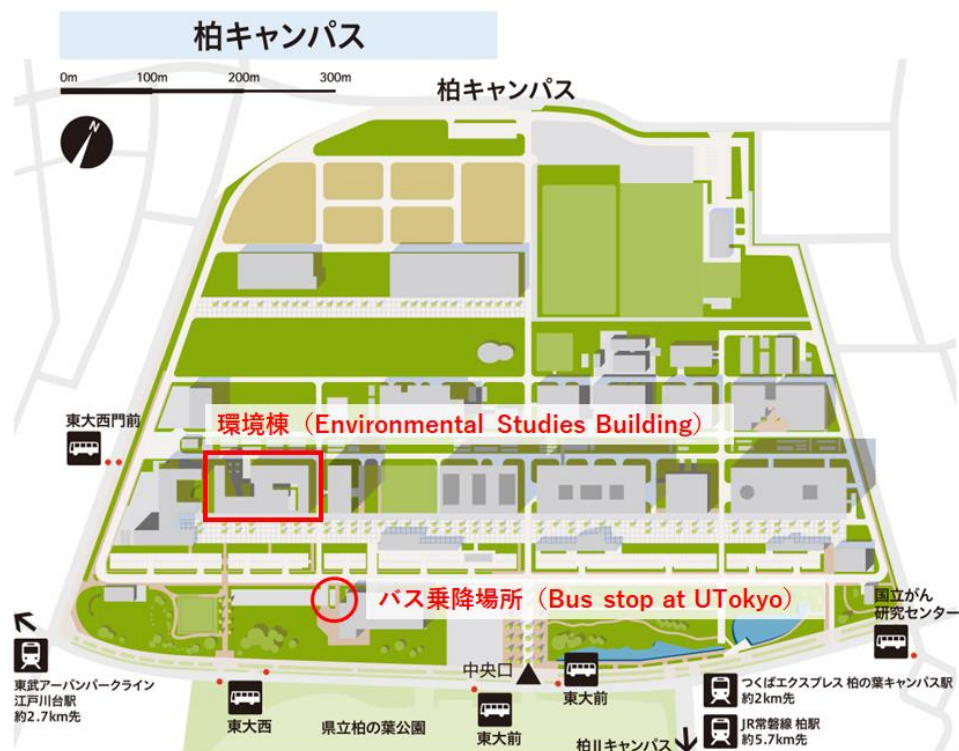 柏キャンパス
0m 100m 200m 300m
柏キャンパス
N
環境棟（Environmental Studies Building）
東大西門前
バス乗降場所（Bus stop at UTokyo）
国立がん
研究センター
東武アーバンパークライン
江戸川台駅
約2.7km先
中央口
東大西
県立柏の葉公園
東大前
東大前
つくばエクスプレス 柏の葉キャンパス駅
約2km先
JR常磐線 柏駅
約5.7km先
柏IIキャンパス